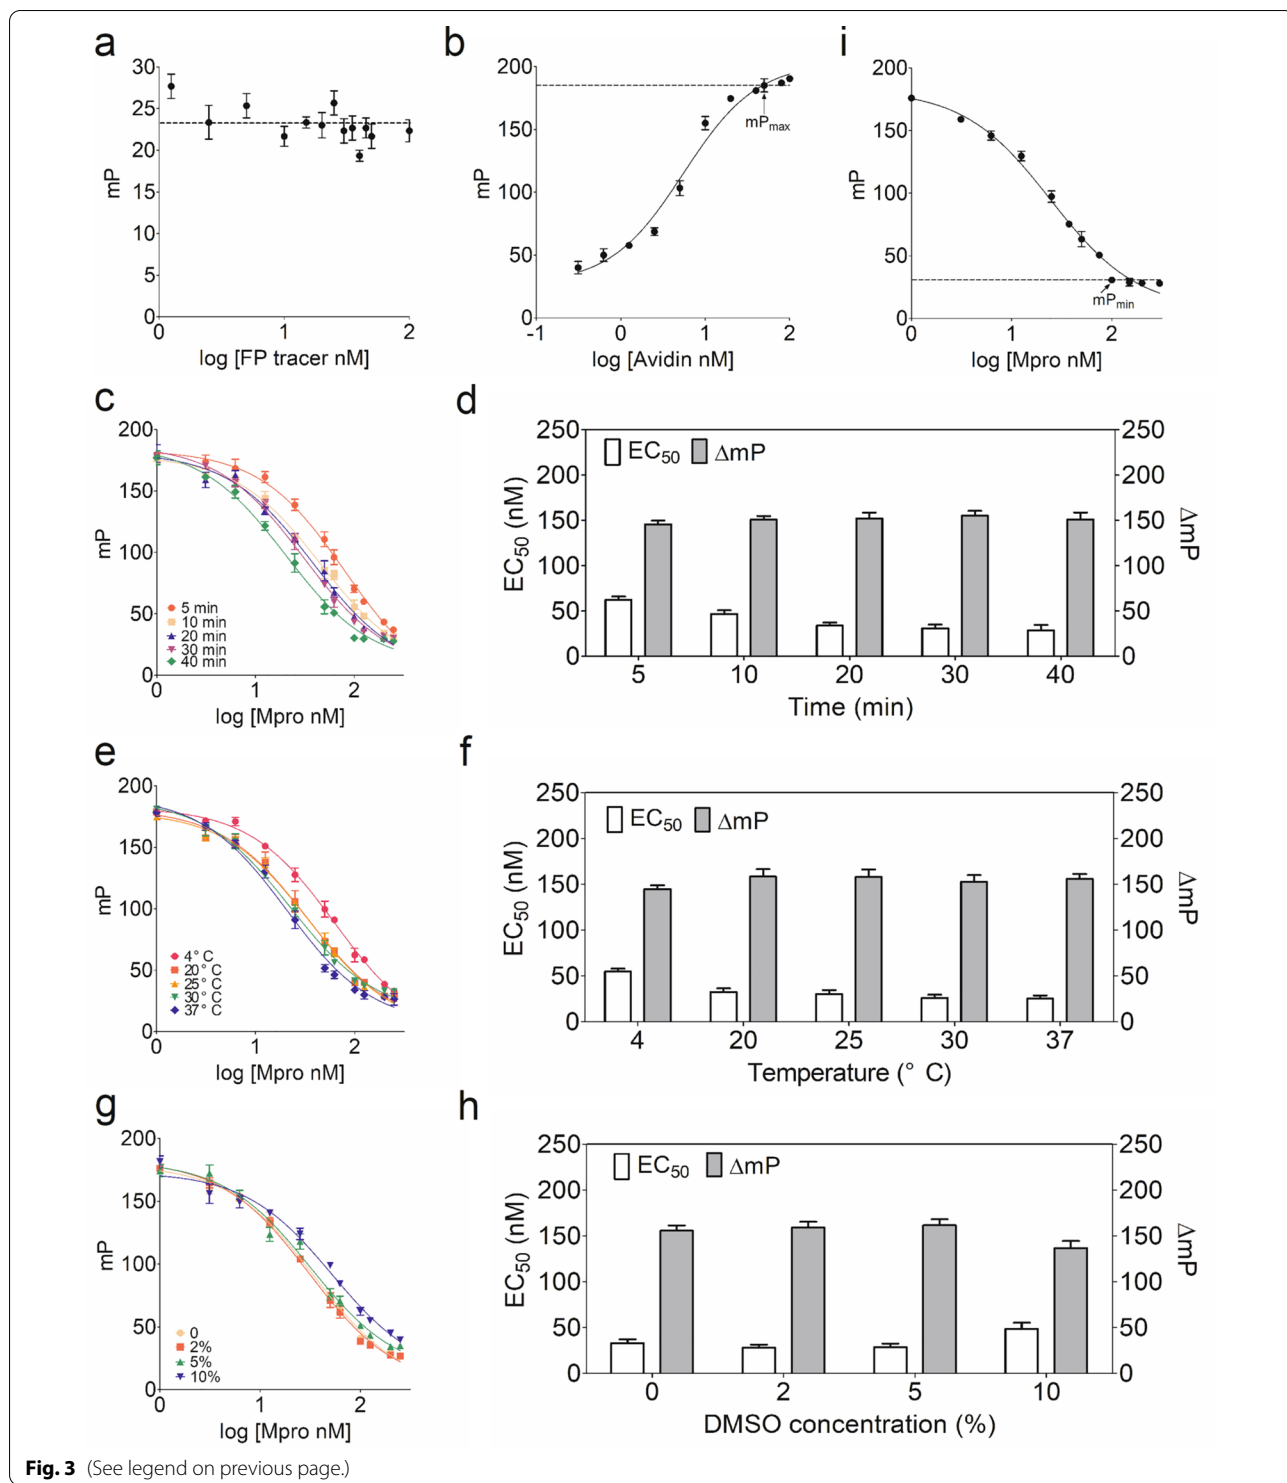 a
30
25
20
15
10
5
0
mP
0 1 2
log [FP tracer nM]
b
200
150
100
50
0
mP
mPmax
-1 0 1 2
log [Avidin nM]
i
200
150
100
50
0
mP
mPmin
0 1 2
log [Mpro nM]
c
200
150
100
50
0
mP
5 min
10 min
20 min
30 min
40 min
0 1 2
log [Mpro nM]
d
250
200
150
100
50
0
EC50 (nM)
EC50 ΔmP
250
200
150
100
50
0
ΔmP
5 10 20 30 40
Time (min)
e
200
150
100
50
0
mP
4° C
20° C
25° C
30° C
37° C
0 1 2
log [Mpro nM]
f
250
200
150
100
50
0
EC50 (nM)
EC50 ΔmP
250
200
150
100
50
0
ΔmP
4 20 25 30 37
Temperature (° C)
g
200
150
100
50
0
mP
0
2%
5%
10%
0 1 2
log [Mpro nM]
h
250
200
150
100
50
0
EC50 (nM)
EC50 ΔmP
250
200
150
100
50
0
ΔmP
0 2 5 10
DMSO concentration (%)
Fig. 3 (See legend on previous page.)